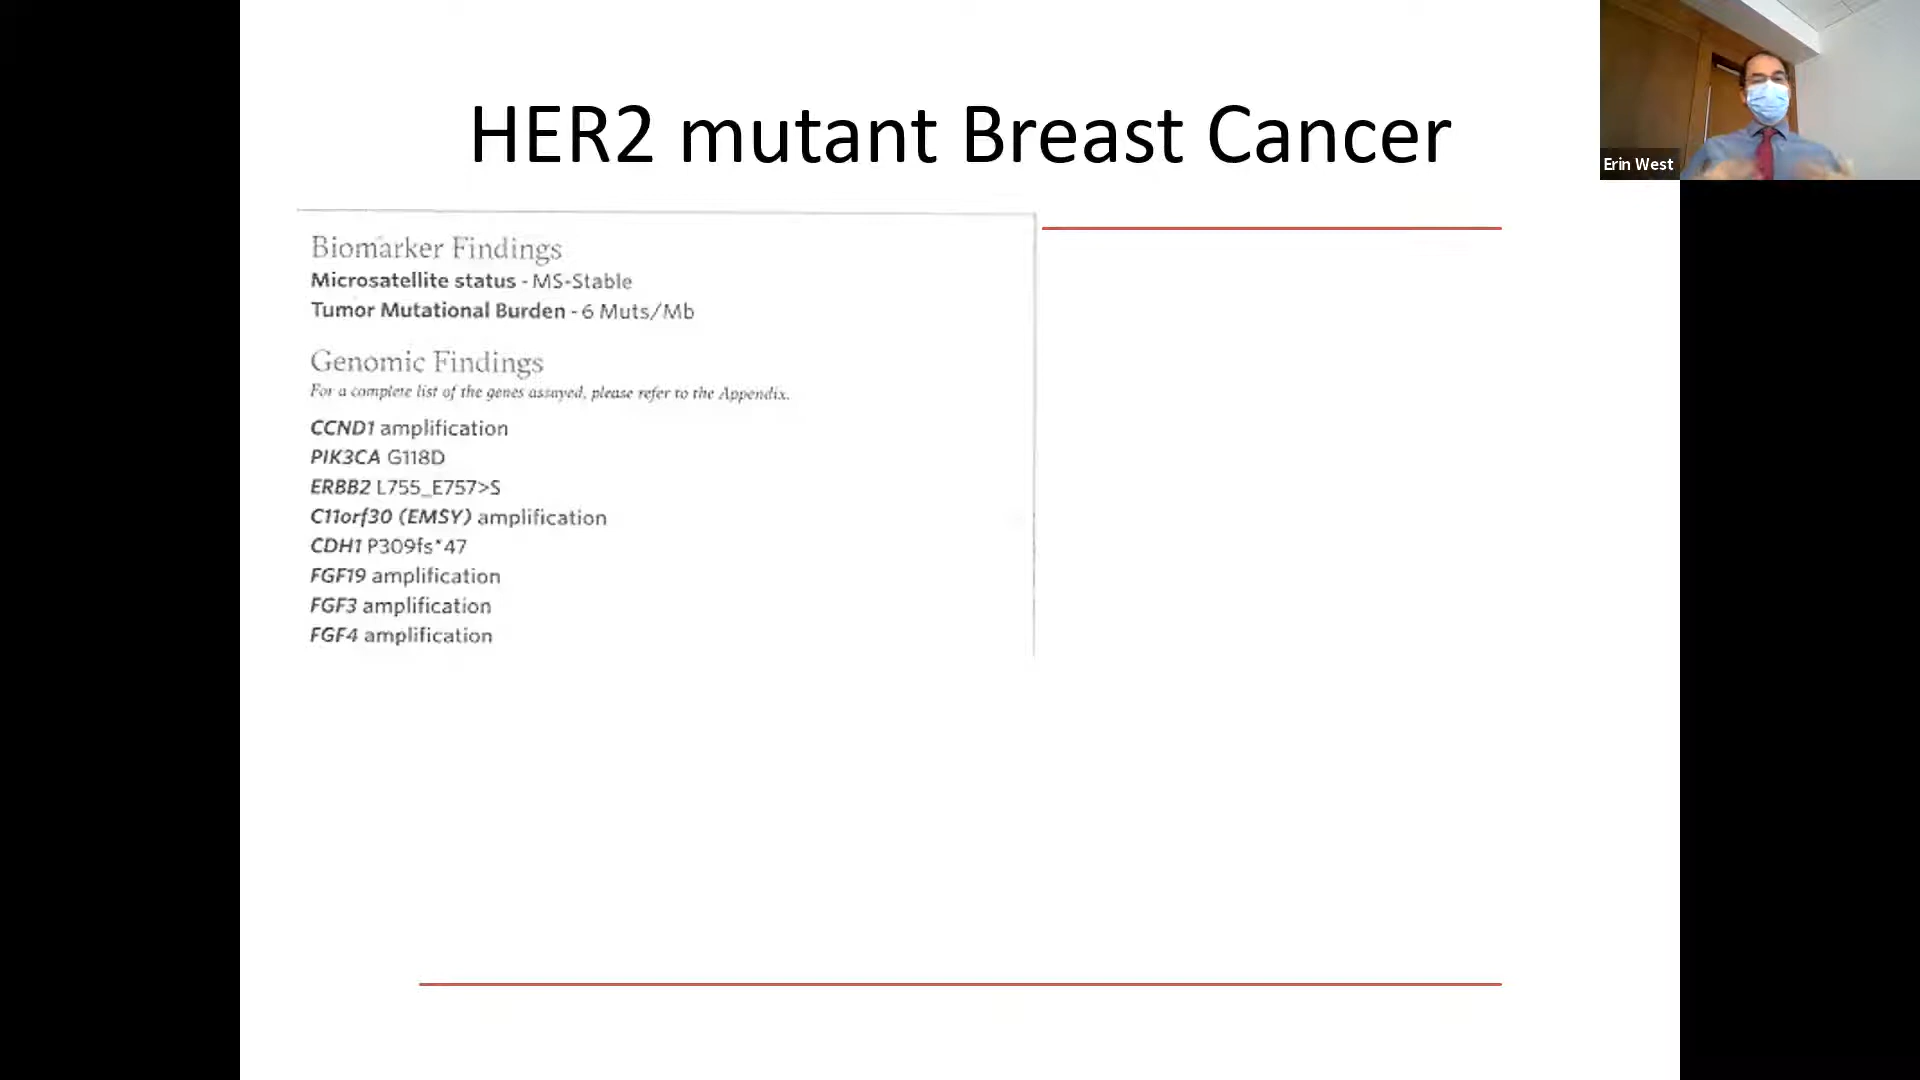 HER2 mutant Breast Cancer
Erin West
Biomarker Findings
Microsatellite status - MS-Stable
Tumor Mutational Burden - 6 Muts/Mb
Genomic Findings
For a complete list of the genes assayed, please refer to the Appendix.
CCND1 amplification
PIK3CA G118D
ERBB2 L755_E757>S
C11orf30 (EMSY) amplification
CDH1 P309fs*47
FGF19 amplification
FGF3 amplification
FGF4 amplification